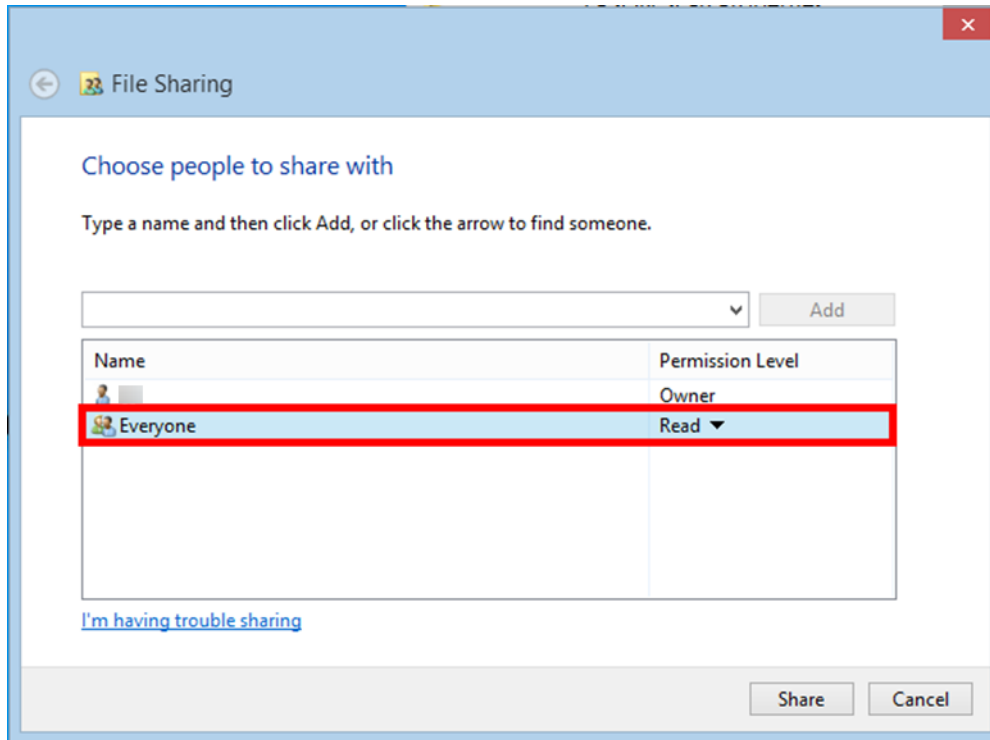 File Sharing
Choose people to share with
Type a name and then click Add, or click the arrow to find someone.
Add
Name Permission Level
Owner
Everyone Read
I'm having trouble sharing
Share Cancel